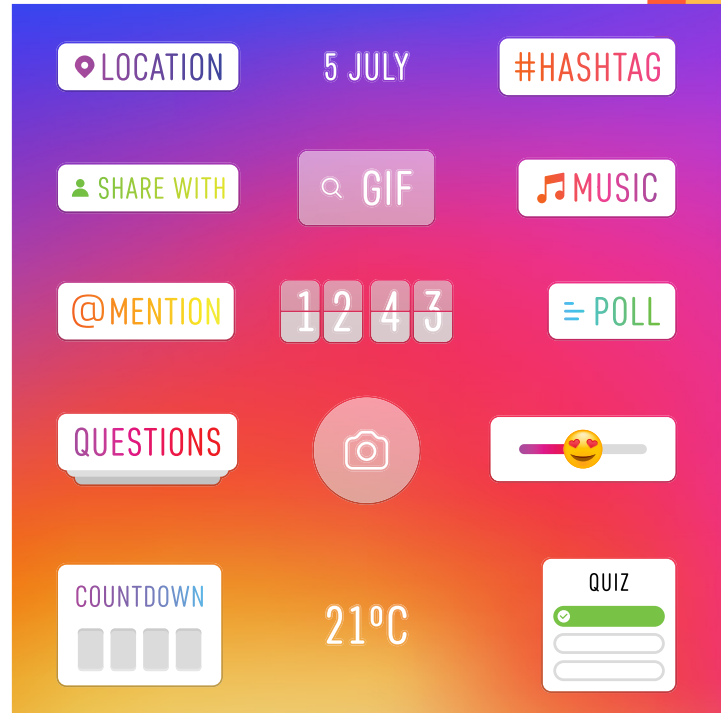 LOCATION
5 JULY
#HASHTAG
SHARE WITH
GIF
MUSIC
@MENTION
12 43
POLL
QUESTIONS
COUNTDOWN
21ºC
QUIZ